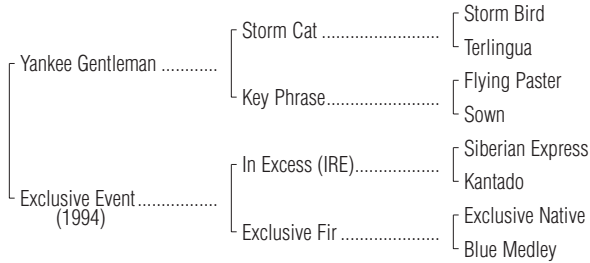 Storm Bird
Storm Cat ......................
Terlingua
Yankee Gentleman ............
Flying Paster
Key Phrase.....................
Sown
Siberian Express
In Excess (IRE)................
Kantado
Exclusive Event...............
(1994)
Exclusive Native
Exclusive Fir ..................
Blue Medley